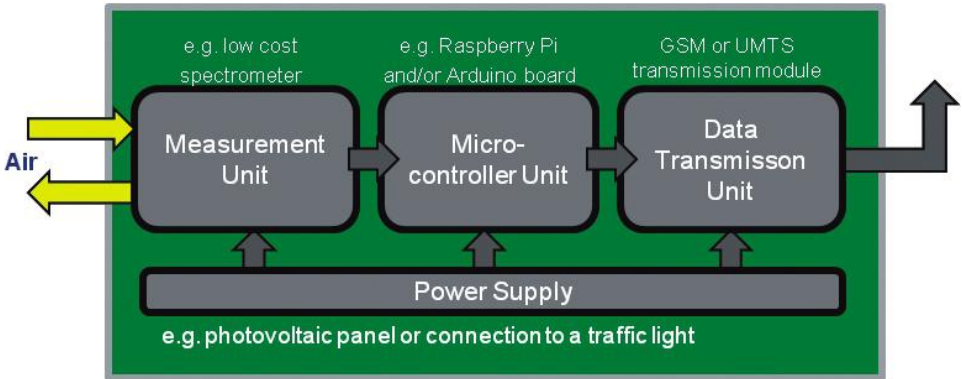 e.g. low cost
spectrometer
e.g. Raspberry Pi
and/or Arduino board
GSM or UMTS
transmission module
Air
Measurement
Unit
Micro-
controller Unit
Data
Transmisson
Unit
Power Supply
e.g. photovoltaic panel or connection to a traffic light